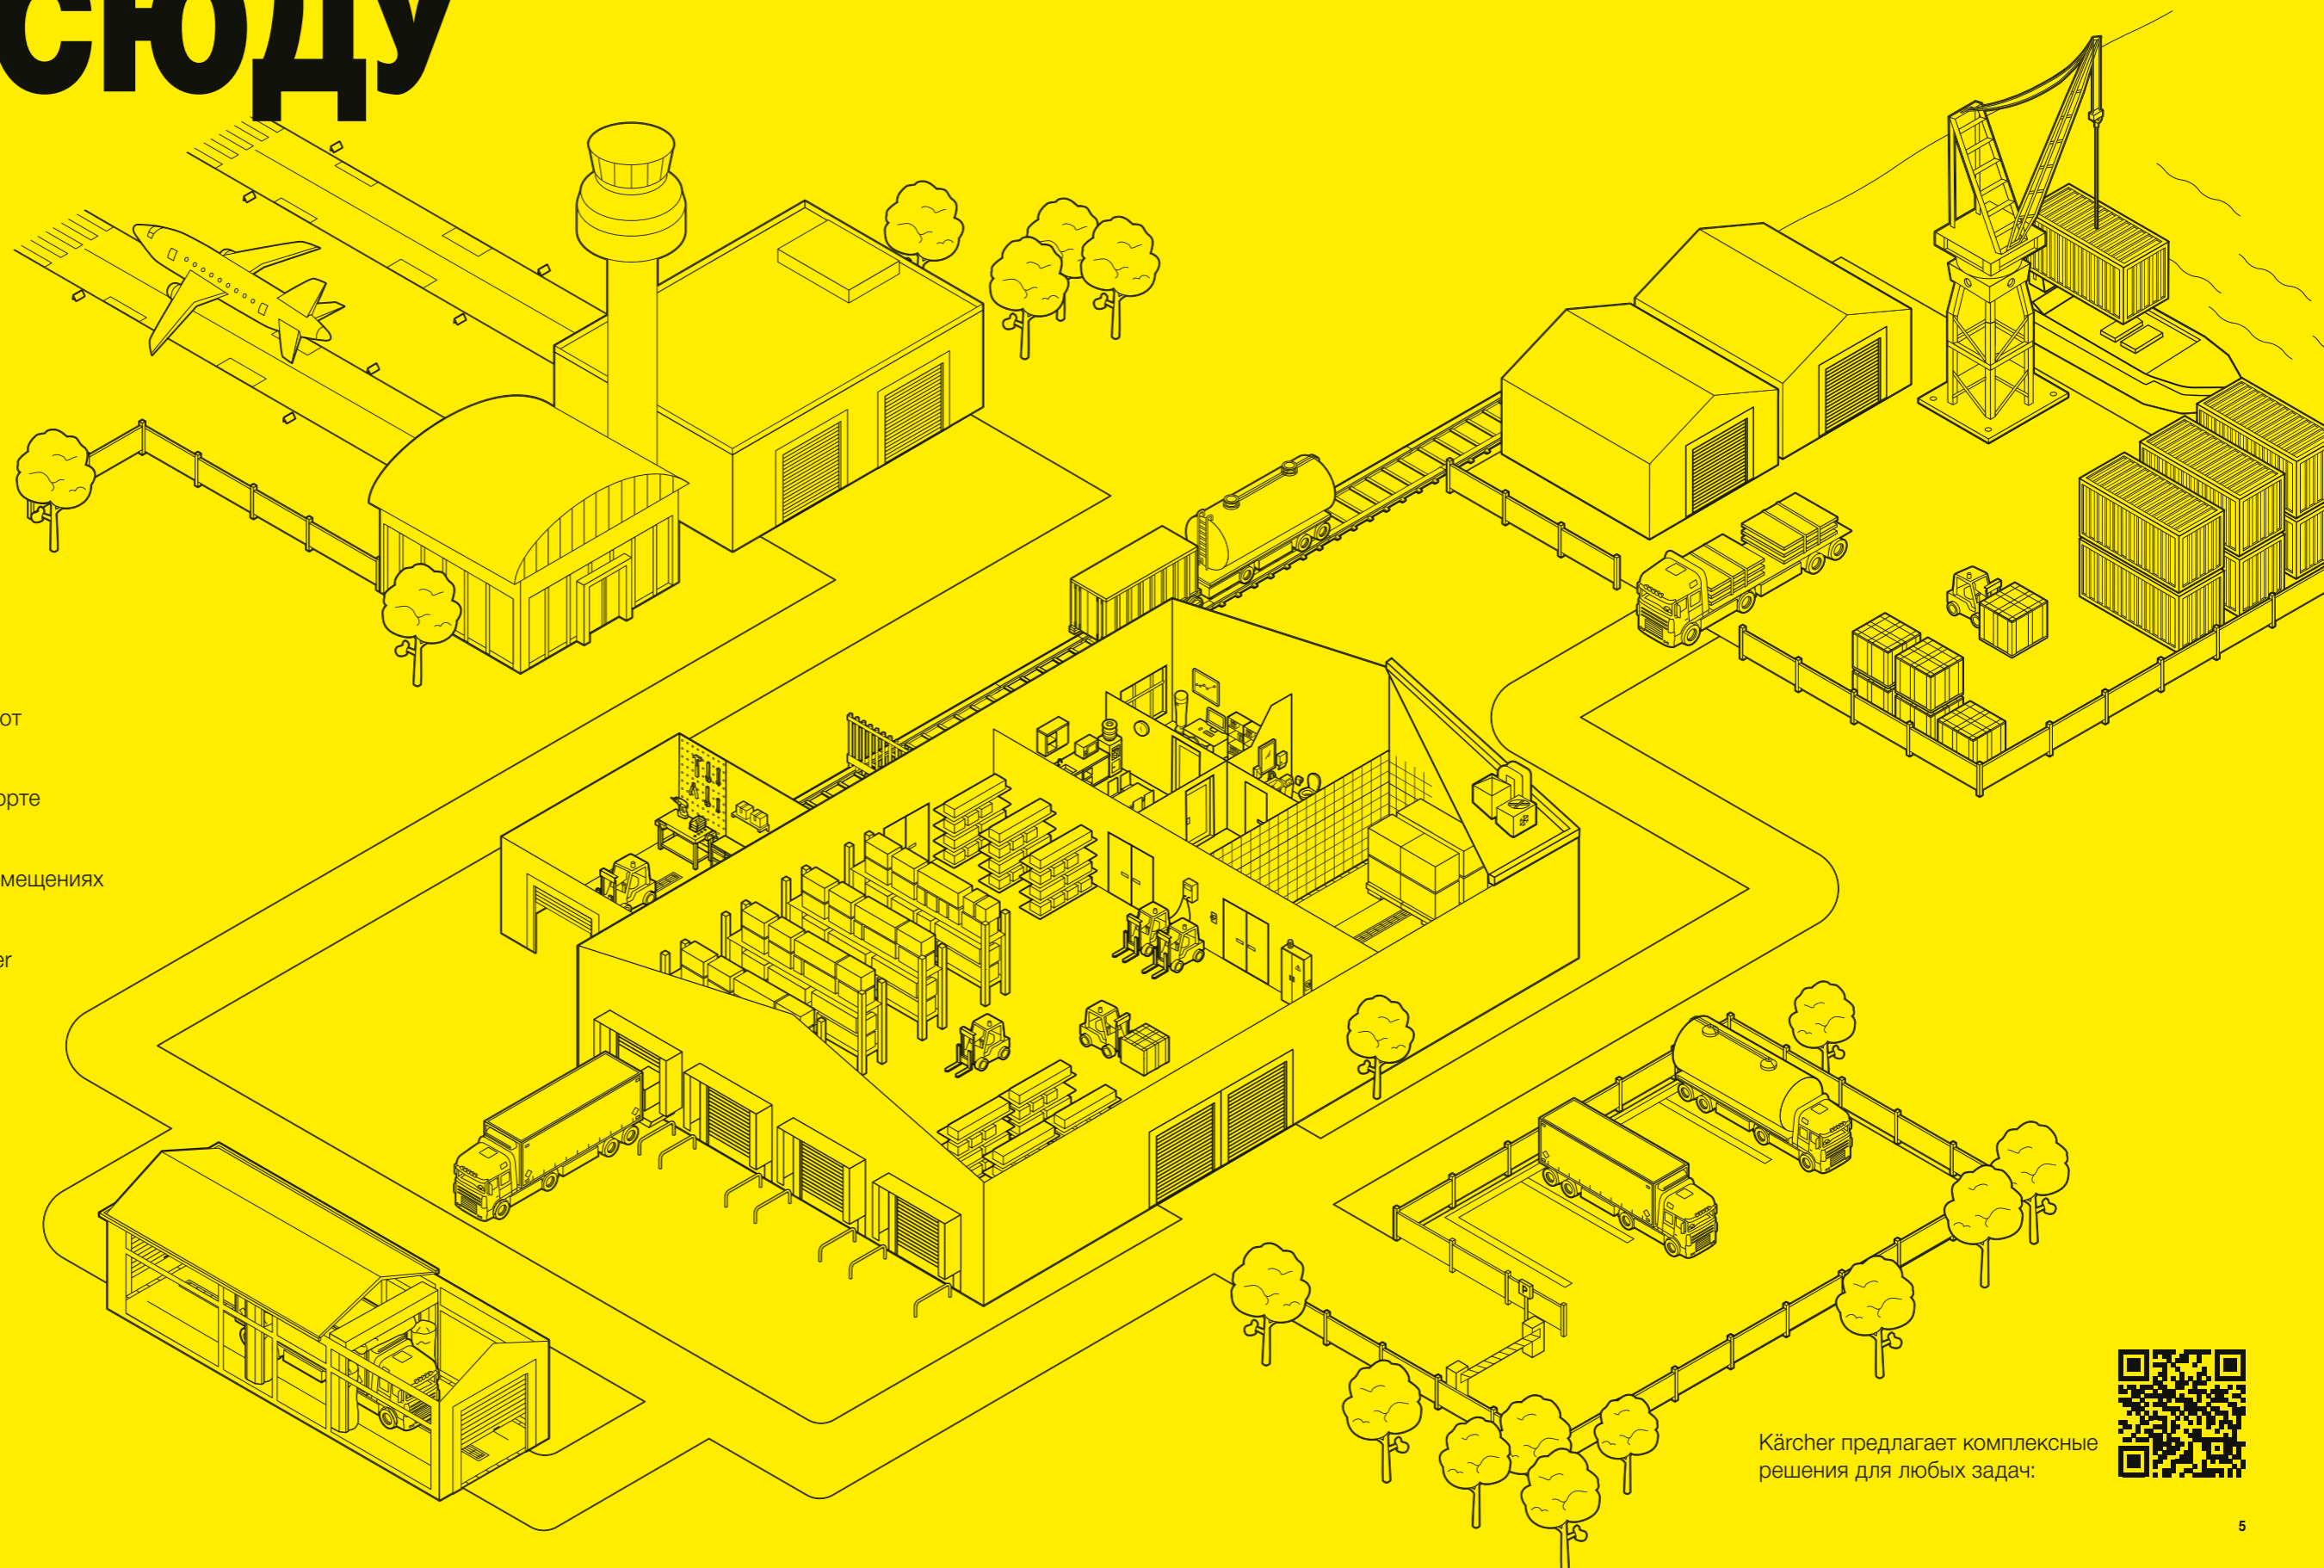 СЮДУ
от
орте
мещениях
er
Kärcher предлагает комплексные
решения для любых задач:
5